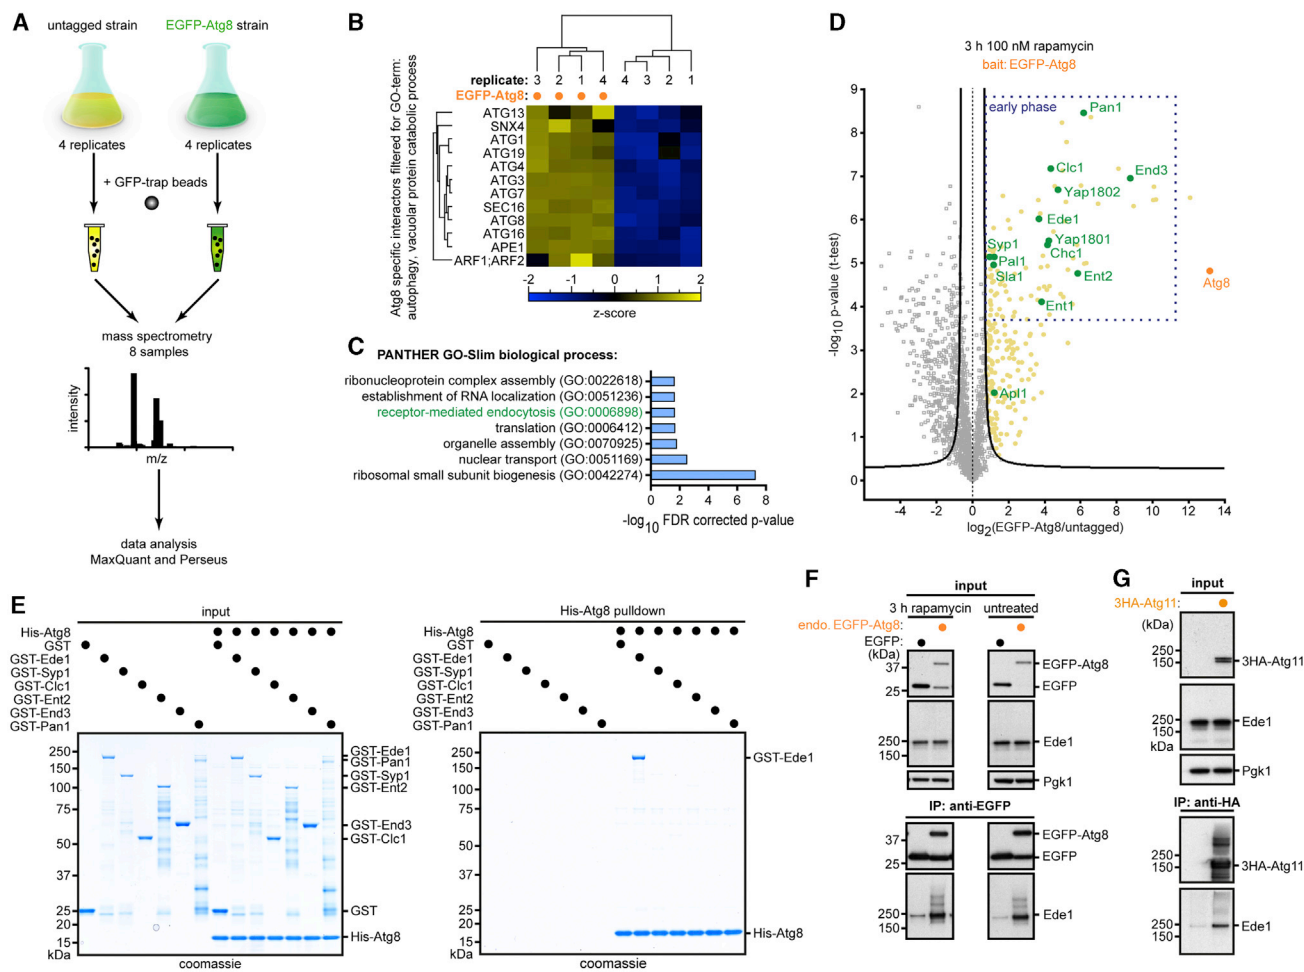 A
untagged strain
EGFP-Atg8 strain
4 replicates
4 replicates
+ GFP-trap beads
mass spectrometry
8 samples
intensity
m/z
data analysis
MaxQuant and Perseus
B
Atg8 specific interactors filtered for GO-term:
autophagy, vacuolar protein catabolic process
replicate: 3 2 1 4 4 3 2 1
EGFP-Atg8:
ATG13
SNX4
ATG1
ATG19
ATG4
ATG3
ATG7
SEC16
ATG8
ATG16
APE1
ARF1;ARF2
-2 -1 0 1 2
z-score
C
PANTHER GO-Slim biological process:
ribonucleoprotein complex assembly (GO:0022618)
establishment of RNA localization (GO:0051236)
receptor-mediated endocytosis (GO:0006898)
translation (GO:0006412)
organelle assembly (GO:0070925)
nuclear transport (GO:0051169)
ribosomal small subunit biogenesis (GO:0042274)
0 2 4 6 8
-log10 FDR corrected p-value
D
3 h 100 nM rapamycin
bait: EGFP-Atg8
early phase
-log10 p-value (t-test)
9
8
7
6
5
4
3
2
1
0
Pan1
Clc1
End3
Yap1802
Ede1
Syp1
Yap1801
Chc1
Pal1
Sla1
Ent2
Atg8
Ent1
Apl1
-4 -2 0 2 4 6 8 10 12 14
log2(EGFP-Atg8/untagged)
E
input
His-Atg8
GST
GST-Ede1
GST-Syp1
GST-Clc1
GST-Ent2
GST-End3
GST-Pan1
250
150
100
75
50
37
25
20
15
kDa
GST-Ede1
GST-Pan1
GST-Syp1
GST-Ent2
GST-End3
GST-Clc1
GST
His-Atg8
coomassie
His-Atg8 pulldown
His-Atg8
GST
GST-Ede1
GST-Syp1
GST-Clc1
GST-Ent2
GST-End3
GST-Pan1
250
150
100
75
50
37
25
20
15
kDa
GST-Ede1
His-Atg8
coomassie
F
input
3 h rapamycin
untreated
endo. EGFP-Atg8:
EGFP:
(kDa)
37
25
EGFP-Atg8
EGFP
250
150
Ede1
Pgk1
IP: anti-EGFP
37
25
EGFP-Atg8
EGFP
250
150
Ede1
G
input
3HA-Atg11:
(kDa)
250
150
3HA-Atg11
250
150
kDa
Ede1
Pgk1
IP: anti-HA
250
150
3HA-Atg11
250
150
Ede1